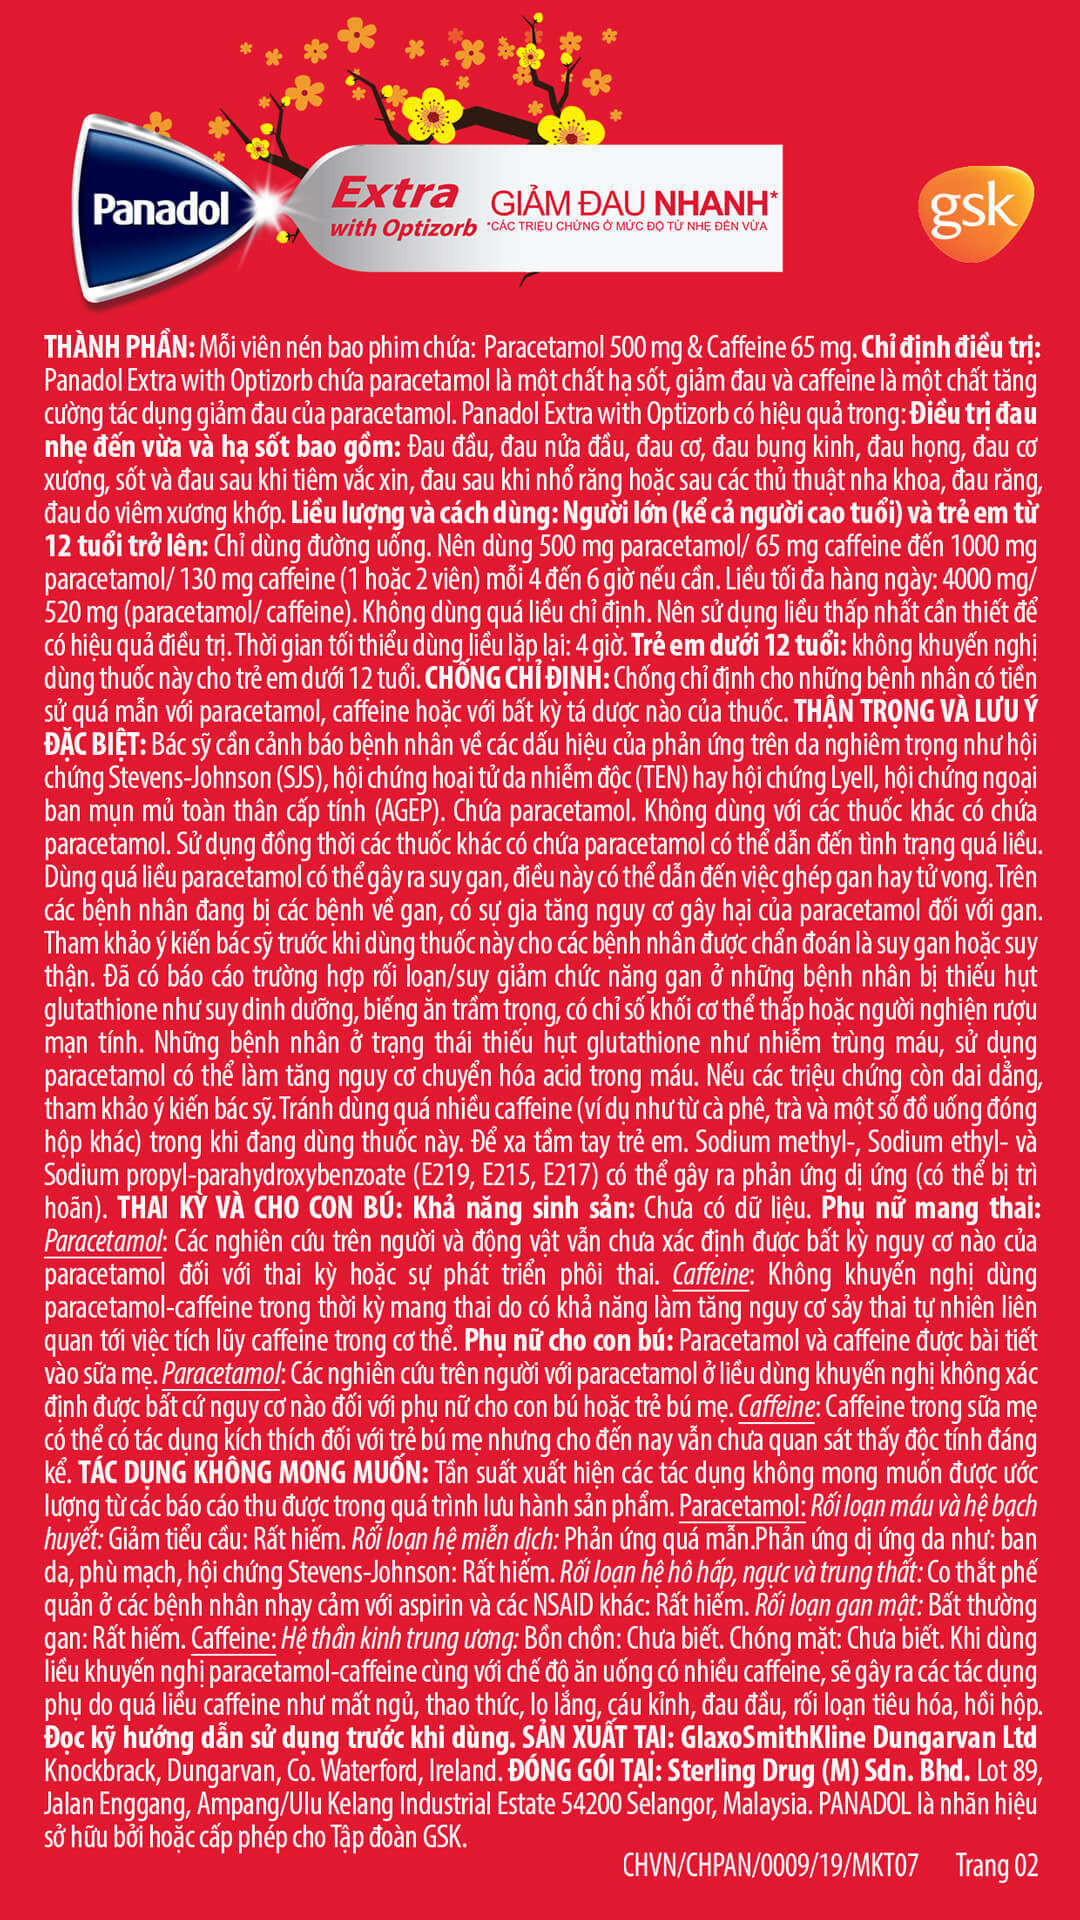 Panadol
Extra
with Optizorb
GIẢM ĐAU NHANH*
*CÁC TRIỆU CHỨNG Ở MỨC ĐỘ TỪ NHẸ ĐẾN VỪA
gsk
THÀNH PHẦN: Mỗi viên nén bao phim chứa: Paracetamol 500 mg & Caffeine 65 mg. Chỉ định điều trị:
Panadol Extra with Optizorb chứa paracetamol là một chất hạ sốt, giảm đau và caffeine là một chất tăng
cường tác dụng giảm đau của paracetamol. Panadol Extra with Optizorb có hiệu quả trong: Điều trị đau
nhẹ đến vừa và hạ sốt bao gồm: Đau đầu, đau nửa đầu, đau cơ, đau bụng kinh, đau họng, đau cơ
xương, sốt và đau sau khi tiêm vắc xin, đau sau khi nhổ răng hoặc sau các thủ thuật nha khoa, đau răng,
đau do viêm xương khớp. Liều lượng và cách dùng: Người lớn (kể cả người cao tuổi) và trẻ em từ
12 tuổi trở lên: Chỉ dùng đường uống. Nên dùng 500 mg paracetamol/ 65 mg caffeine đến 1000 mg
paracetamol/ 130 mg caffeine (1 hoặc 2 viên) mỗi 4 đến 6 giờ nếu cần. Liều tối đa hàng ngày: 4000 mg/
520 mg (paracetamol/ caffeine). Không dùng quá liều chỉ định. Nên sử dụng liều thấp nhất cần thiết để
có hiệu quả điều trị. Thời gian tối thiểu dùng liều lặp lại: 4 giờ. Trẻ em dưới 12 tuổi: không khuyến nghị
dùng thuốc này cho trẻ em dưới 12 tuổi. CHỐNG CHỈ ĐỊNH: Chống chỉ định cho những bệnh nhân có tiền
sử quá mẫn với paracetamol, caffeine hoặc với bất kỳ tá dược nào của thuốc. THẬN TRỌNG VÀ LƯU Ý
ĐẶC BIỆT: Bác sỹ cần cảnh báo bệnh nhân về các dấu hiệu của phản ứng trên da nghiêm trọng như hội
chứng Stevens-Johnson (SJS), hội chứng hoại tử da nhiễm độc (TEN) hay hội chứng Lyell, hội chứng ngoại
ban mụn mủ toàn thân cấp tính (AGEP). Chứa paracetamol. Không dùng với các thuốc khác có chứa
paracetamol. Sử dụng đồng thời các thuốc khác có chứa paracetamol có thể dẫn đến tình trạng quá liều.
Dùng quá liều paracetamol có thể gây ra suy gan, điều này có thể dẫn đến việc ghép gan hay tử vong. Trên
các bệnh nhân đang bị các bệnh về gan, có sự gia tăng nguy cơ gây hại của paracetamol đối với gan.
Tham khảo ý kiến bác sỹ trước khi dùng thuốc này cho các bệnh nhân được chẩn đoán là suy gan hoặc suy
thận. Đã có báo cáo trường hợp rối loạn/suy giảm chức năng gan ở những bệnh nhân bị thiếu hụt
glutathione như suy dinh dưỡng, biếng ăn trầm trọng, có chỉ số khối cơ thể thấp hoặc người nghiện rượu
mạn tính. Những bệnh nhân ở trạng thái thiếu hụt glutathione như nhiễm trùng máu, sử dụng
paracetamol có thể làm tăng nguy cơ chuyển hóa acid trong máu. Nếu các triệu chứng còn dai dẳng,
tham khảo ý kiến bác sỹ. Tránh dùng quá nhiều caffeine (ví dụ như từ cà phê, trà và một số đồ uống đóng
hộp khác) trong khi đang dùng thuốc này. Để xa tầm tay trẻ em. Sodium methyl-, Sodium ethyl- và
Sodium propyl-parahydroxybenzoate (E219, E215, E217) có thể gây ra phản ứng dị ứng (có thể bị trì
hoãn). THAI KỲ VÀ CHO CON BÚ: Khả năng sinh sản: Chưa có dữ liệu. Phụ nữ mang thai:
Paracetamol: Các nghiên cứu trên người và động vật vẫn chưa xác định được bất kỳ nguy cơ nào của
paracetamol đối với thai kỳ hoặc sự phát triển phôi thai. Caffeine: Không khuyến nghị dùng
paracetamol-caffeine trong thời kỳ mang thai do có khả năng làm tăng nguy cơ sảy thai tự nhiên liên
quan tới việc tích lũy caffeine trong cơ thể. Phụ nữ cho con bú: Paracetamol và caffeine được bài tiết
vào sữa mẹ. Paracetamol: Các nghiên cứu trên người với paracetamol ở liều dùng khuyến nghị không xác
định được bất cứ nguy cơ nào đối với phụ nữ cho con bú hoặc trẻ bú mẹ. Caffeine: Caffeine trong sữa mẹ
có thể có tác dụng kích thích đối với trẻ bú mẹ nhưng cho đến nay vẫn chưa quan sát thấy độc tính đáng
kể. TÁC DỤNG KHÔNG MONG MUỐN: Tần suất xuất hiện các tác dụng không mong muốn được ước
lượng từ các báo cáo thu được trong quá trình lưu hành sản phẩm. Paracetamol: Rối loạn máu và hệ bạch
huyết: Giảm tiểu cầu: Rất hiếm. Rối loạn hệ miễn dịch: Phản ứng quá mẫn.Phản ứng dị ứng da như: ban
da, phù mạch, hội chứng Stevens-Johnson: Rất hiếm. Rối loạn hệ hô hấp, ngực và trung thất: Co thắt phế
quản ở các bệnh nhân nhạy cảm với aspirin và các NSAID khác: Rất hiếm. Rối loạn gan mật: Bất thường
gan: Rất hiếm. Caffeine: Hệ thần kinh trung ương: Bồn chồn: Chưa biết. Chóng mặt: Chưa biết. Khi dùng
liều khuyến nghị paracetamol-caffeine cùng với chế độ ăn uống có nhiều caffeine, sẽ gây ra các tác dụng
phụ do quá liều caffeine như mất ngủ, thao thức, lo lắng, cáu kỉnh, đau đầu, rối loạn tiêu hóa, hồi hộp.
Đọc kỹ hướng dẫn sử dụng trước khi dùng. SẢN XUẤT TẠI: GlaxoSmithKline Dungarvan Ltd
Knockbrack, Dungarvan, Co. Waterford, Ireland. ĐÓNG GÓI TẠI: Sterling Drug (M) Sdn. Bhd. Lot 89,
Jalan Enggang, Ampang/Ulu Kelang Industrial Estate 54200 Selangor, Malaysia. PANADOL là nhãn hiệu
sở hữu bởi hoặc cấp phép cho Tập đoàn GSK.
CHVN/CHPAN/0009/19/MKT07 Trang 02